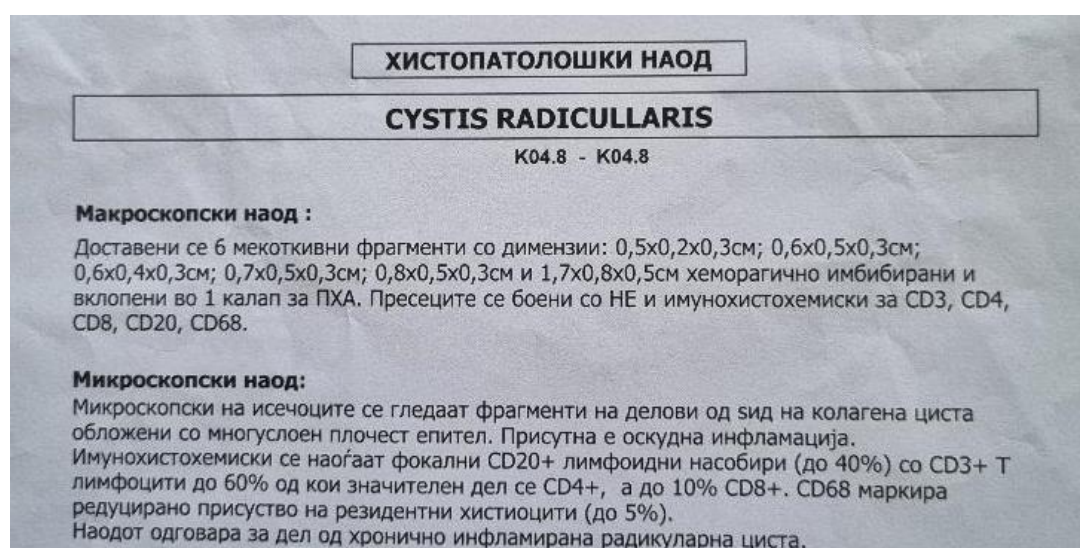 ХИСТОПАТОЛОШКИ НАОД
CYSTIS RADICULLARIS
K04.8 - K04.8
Макроскопски наод :
Доставени се 6 мекоткивни фрагменти со димензии: 0,5x0,2x0,3см; 0,6x0,5x0,3см;
0,6x0,4x0,3см; 0,7x0,5x0,3см; 0,8x0,5x0,3см и 1,7x0,8x0,5см хеморагично имбибирани и
вклопени во 1 калап за ПХА. Пресеците се боени со HE и имунохистохемиски за CD3, CD4,
CD8, CD20, CD68.
Микроскопски наод:
Микроскопски на исечоците се гледаат фрагменти на делови од ѕид на колагена циста
обложени со многуслоен плочест епител. Присутна е оскудна инфламација.
Имунохистохемиски се наоѓаат фокални CD20+ лимфоидни насобири (до 40%) со CD3+ Т
лимфоцити до 60% од кои значителен дел се CD4+, а до 10% CD8+. CD68 маркира
редуцирано присуство на резидентни хистиоцити (до 5%).
Наодот одговара за дел од хронично инфламирана радикуларна циста.